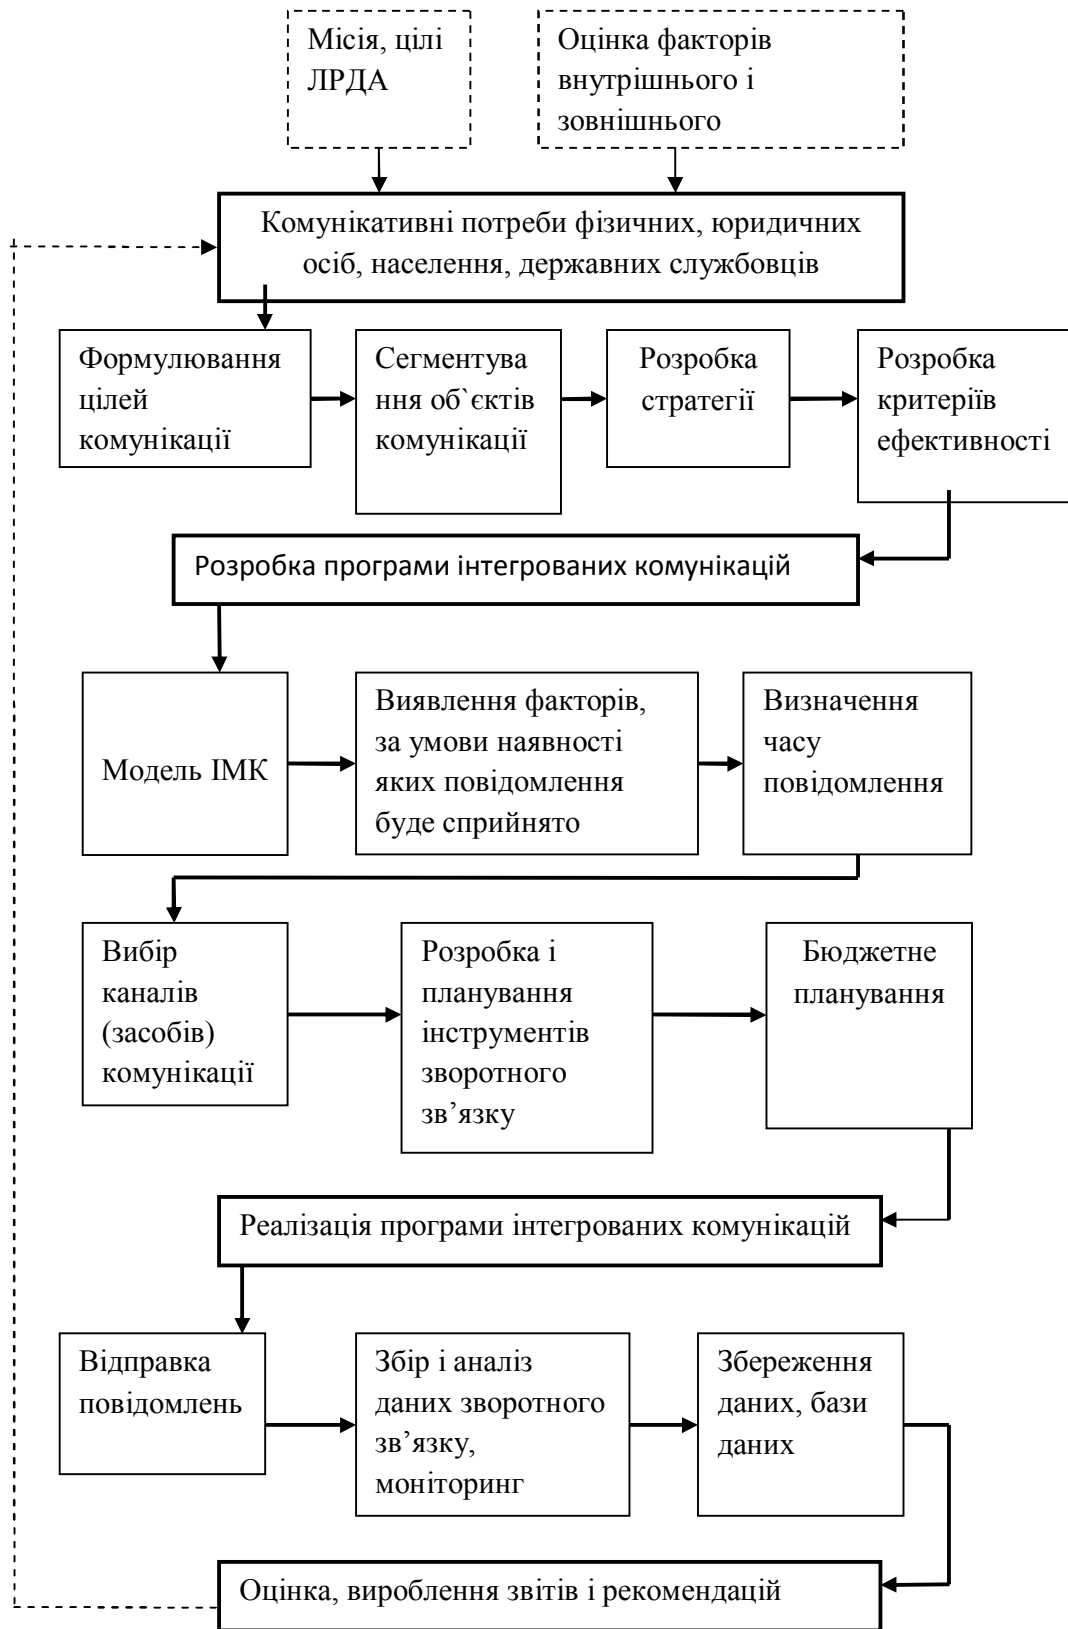 Місія, цілі
ЛРДА
Оцінка факторів
внутрішнього і
зовнішнього
Комунікативні потреби фізичних, юридичних
осіб, населення, державних службовців
Формулювання
цілей
комунікації
Сегментува
ння об`єктів
комунікації
Розробка
стратегії
Розробка
критеріїв
ефективності
Розробка програми інтегрованих комунікацій
Модель ІМК
Виявлення факторів,
за умови наявності
яких повідомлення
буде сприйнято
Визначення
часу
повідомлення
Вибір
каналів
(засобів)
комунікації
Розробка і
планування
інструментів
зворотного
зв’язку
Бюджетне
планування
Реалізація програми інтегрованих комунікацій
Відправка
повідомлень
Збір і аналіз
даних зворотного
зв’язку,
моніторинг
Збереження
даних, бази
даних
Оцінка, вироблення звітів і рекомендацій